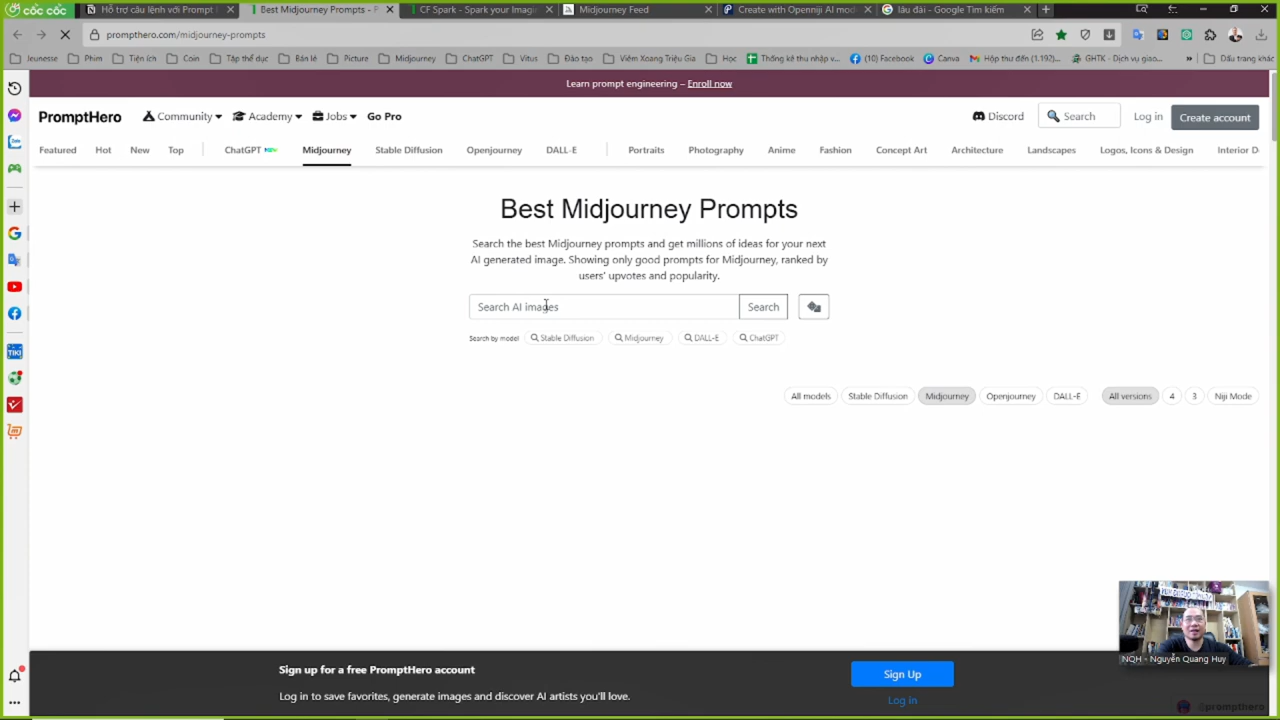 cốc cốc
Hỗ trợ câu lệnh với Prompt
Best Midjourney Prompts - P
CF Spark - Spark your Imagin
Midjourney Feed
Create with Openniji AI mod
lâu đài - Google Tìm kiếm
prompthero.com/midjourney-prompts
Jeunesse
Phim
Tiện ích
Coin
Tập thể dục
Bán lẻ
Picture
Midjourney
ChatGPT
Vitus
Đào tạo
Viêm Xoang Triệu Gia
Học
Thống kê thu nhập v...
(10) Facebook
Canva
Hộp thư đến (1.192)...
GHTK - Dịch vụ giao...
Dấu trang khác
Learn prompt engineering – Enroll now
PromptHero
Community
Academy
Jobs
Go Pro
Discord
Search
Log in
Create account
Featured
Hot
New
Top
ChatGPT NEW
Midjourney
Stable Diffusion
Openjourney
DALL-E
Portraits
Photography
Anime
Fashion
Concept Art
Architecture
Landscapes
Logos, Icons & Design
Interior D
Best Midjourney Prompts
Search the best Midjourney prompts and get millions of ideas for your next
AI generated image. Showing only good prompts for Midjourney, ranked by
users' upvotes and popularity.
Search AI images
Search
Search by model
Stable Diffusion
Midjourney
DALL-E
ChatGPT
All models
Stable Diffusion
Midjourney
Openjourney
DALL-E
All versions
4
3
Niji Mode
Zalo
TIKI
NQH - Nguyễn Quang Huy
Sign up for a free PromptHero account
Log in to save favorites, generate images and discover AI artists you'll love.
Sign Up
Log in
@prompthero